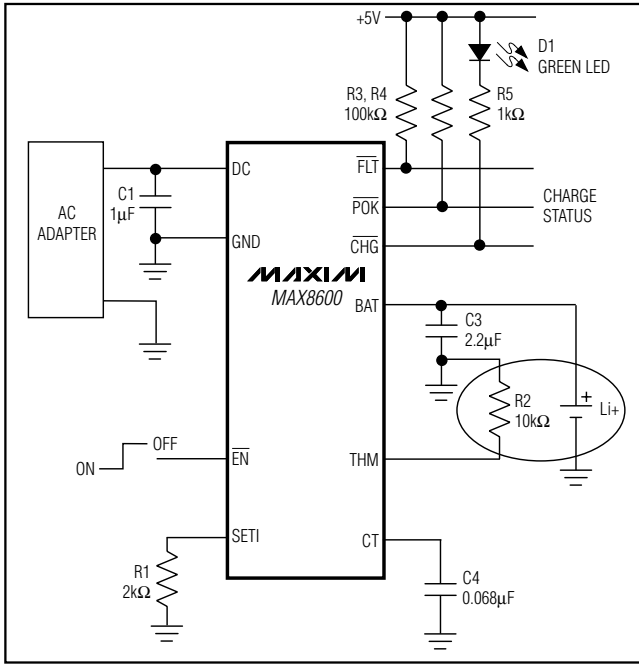 +5V
D1
GREEN LED
R3, R4
100kΩ
R5
1kΩ
AC
ADAPTER
C1
1µF
DC
GND
MAXIM
MAX8600
FLT
POK
CHG
CHARGE
STATUS
BAT
C3
2.2µF
R2
10kΩ
+
Li+
ON
OFF
EN
THM
SETI
CT
R1
2kΩ
C4
0.068µF